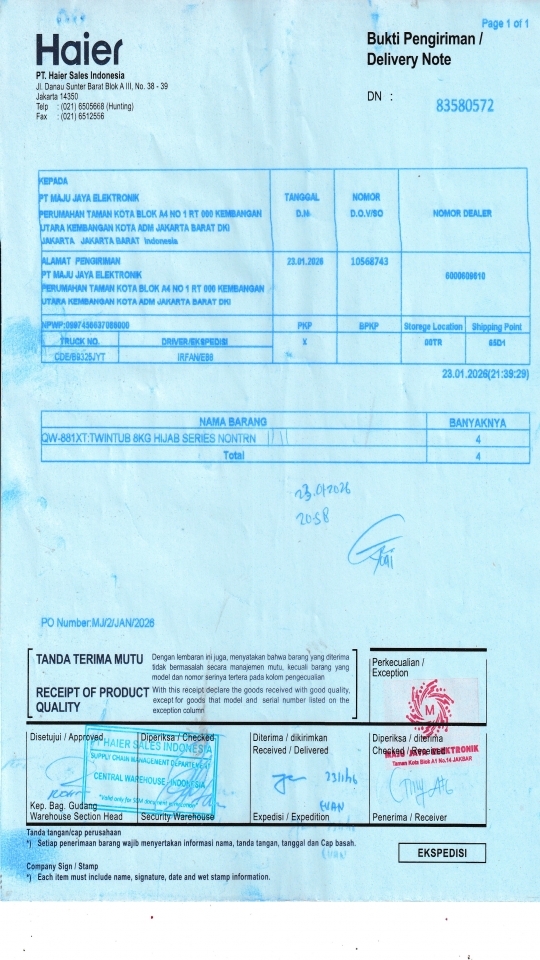 Page 1 of 1
Haier
PT. Haier Sales Indonesia
Jl. Danau Sunter Barat Blok A III, No. 38 - 39
Jakarta 14350
Telp : (021) 6505668 (Hunting)
Fax : (021) 6512556
Bukti Pengiriman /
Delivery Note
DN :
83580572
KEPADA
PT MAJU JAYA ELEKTRONIK
PERUMAHAN TAMAN KOTA BLOK A4 NO 1 RT 000 KEMBANGAN
UTARA KEMBANGAN KOTA ADM JAKARTA BARAT DKI
JAKARTA JAKARTA BARAT Indonesia
TANGGAL
D.N
NOMOR
D.O.V/SO
NOMOR DEALER
ALAMAT PENGIRIMAN
PT MAJU JAYA ELEKTRONIK
PERUMAHAN TAMAN KOTA BLOK A4 NO 1 RT 000 KEMBANGAN
UTARA KEMBANGAN KOTA ADM JAKARTA BARAT DKI
23.01.2026
10568743
6000609610
PKP BPKP Storege Location Shipping Point
TRUCK NO. DRIVER/EKSPEDISI X 00TR 85D1
CDE/B9325JYT IRFAN/E88
23.01.2026(21:39:29)
NAMA BARANG BANYAKNYA
QW-881XT:TWINTUB 8KG HIJAB SERIES NONTRN 4
Total 4
23.01.2026
20:58
PO Number:MJ/2/JAN/2026
TANDA TERIMA MUTU
Dengan lembaran ini juga, menyatakan bahwa barang yang diterima
tidak bermasalah secara manajemen mutu, kecuali barang yang
model dan nomor serinya tertera pada kolom pengecualian
RECEIPT OF PRODUCT
QUALITY
With this receipt declare the goods received with good quality,
except for goods that model and serial number listed on the
exception column
Perkecualian /
Exception
M
MAJU JAYA ELEKTRONIK
Taman Kota Blok A1 No.14 JAKBAR
Disetujui / Approved
Diperiksa / Checked
Diterima / dikirimkan
Received / Delivered
Diperiksa / diterima
Checked / Received
PT HAIER SALES INDONESIA
SUPPLY CHAIN MANAGEMENT DEPARTEMENT
CENTRAL WAREHOUSE - INDONESIA
23/1/26
EVAN
Kep. Bag. Gudang
Warehouse Section Head
Security Warehouse
Expedisi / Expedition
Penerima / Receiver
Tanda tangan/cap perusahaan
*) Setiap penerimaan barang wajib menyertakan informasi nama, tanda tangan, tanggal dan Cap basah.
EKSPEDISI
Company Sign / Stamp
*) Each item must include name, signature, date and wet stamp information.